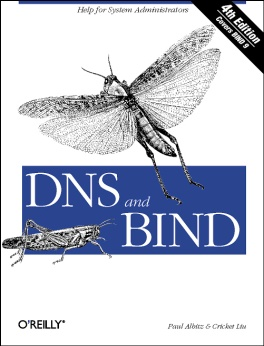 Help for System Administrators
4th Edition
Covers BIND 9
DNS and
BIND
O'REILLY®
Paul Albitz & Cricket Liu